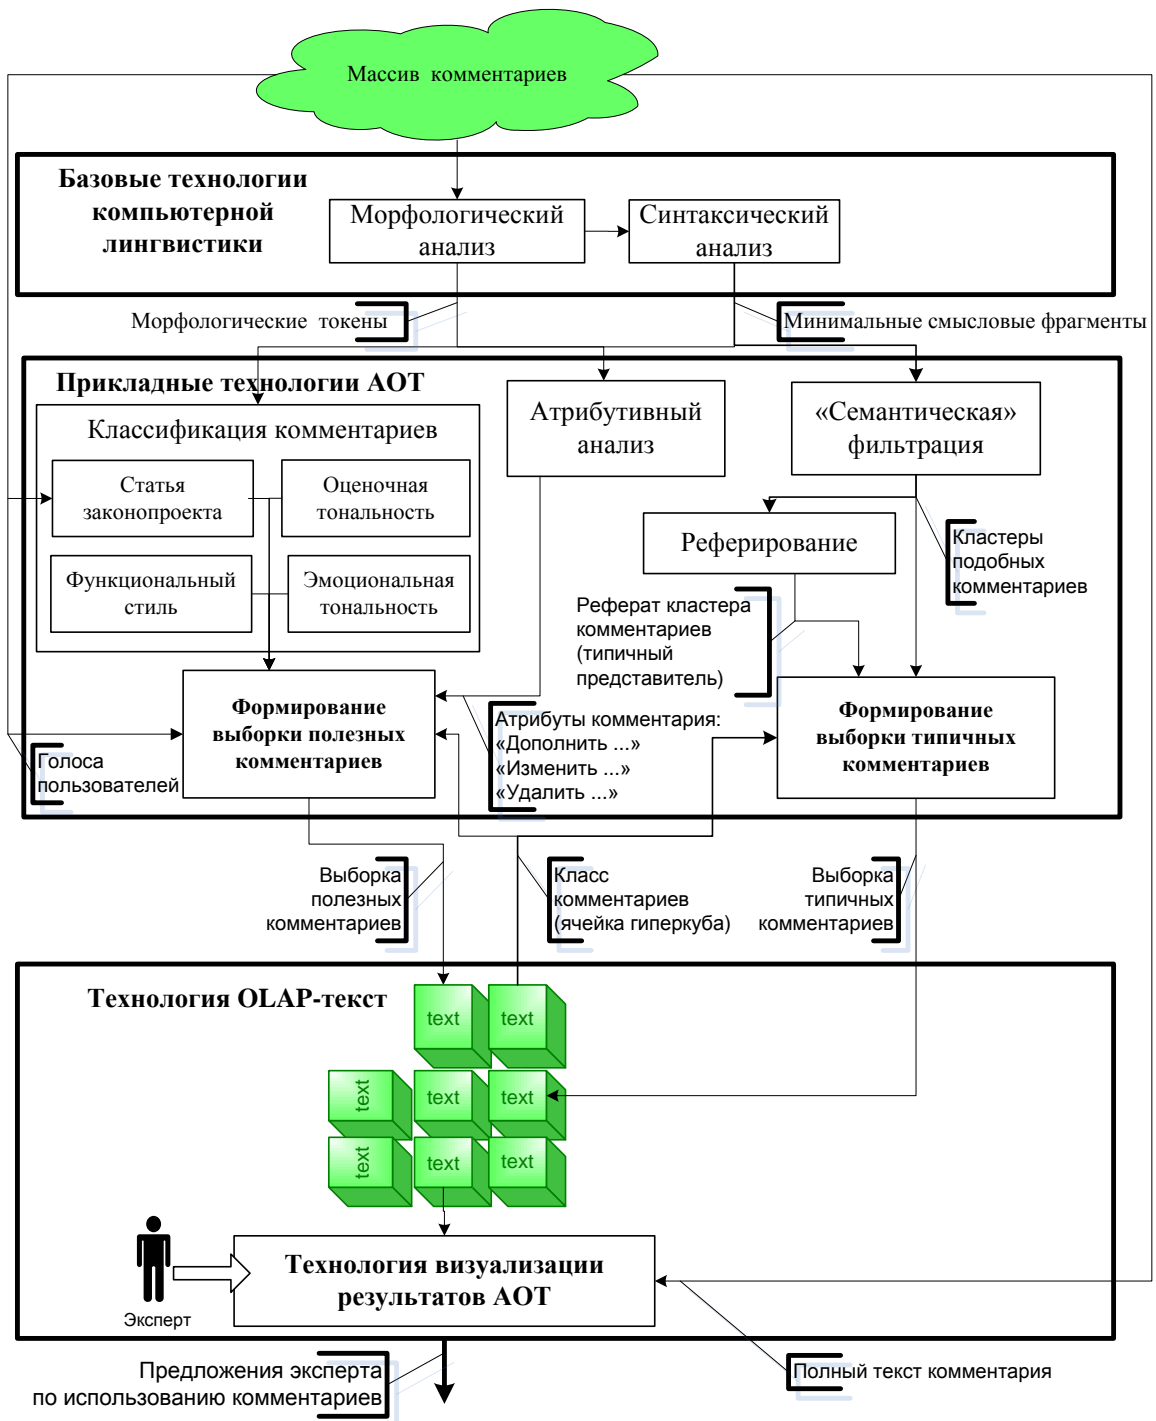 Массив комментариев
Базовые технологии
компьютерной
лингвистики
Морфологический
анализ
Синтаксический
анализ
Морфологические токены
Минимальные смысловые фрагменты
Прикладные технологии АОТ
Классификация комментариев
Статья
законопроекта
Оценочная
тональность
Функциональный
стиль
Эмоциональная
тональность
Атрибутивный
анализ
«Семантическая»
фильтрация
Реферирование
Кластеры
подобных
комментариев
Реферат кластера
комментариев
(типичный
представитель)
Формирование
выборки полезных
комментариев
Атрибуты комментария:
«Дополнить ...»
«Изменить ...»
«Удалить ...»
Формирование
выборки типичных
комментариев
Голоса
пользователей
Выборка
полезных
комментариев
Класс
комментариев
(ячейка гиперкуба)
Выборка
типичных
комментариев
Технология OLAP-текст
text
text
text
text
text
text
text
text
Эксперт
Технология визуализации
результатов АОТ
Предложения эксперта
по использованию комментариев
Полный текст комментария